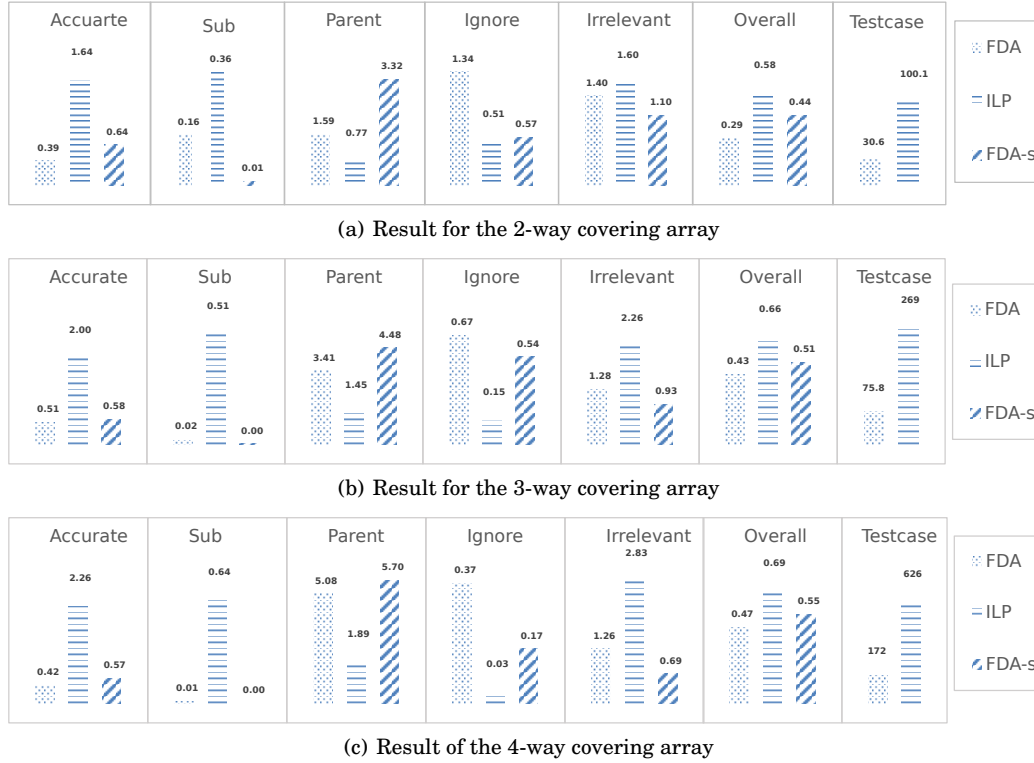 Accuarte Sub Parent Ignore Irrelevant Overall Testcase
0.39 1.64 0.64 0.16 0.36 0.01 1.59 0.77 3.32 1.34 0.51 0.57 1.40 1.60 1.10 0.29 0.58 0.44 30.6 100.1
FDA
ILP
FDA-s
(a) Result for the 2-way covering array
Accurate Sub Parent Ignore Irrelevant Overall Testcase
0.51 2.00 0.58 0.02 0.51 0.00 3.41 1.45 4.48 0.67 0.15 0.54 1.28 2.26 0.93 0.43 0.66 0.51 75.8 269
FDA
ILP
FDA-s
(b) Result for the 3-way covering array
Accurate Sub Parent Ignore Irrelevant Overall Testcase
0.42 2.26 0.57 0.01 0.64 0.00 5.08 1.89 5.70 0.37 0.03 0.17 1.26 2.83 0.69 0.47 0.69 0.55 172 626
FDA
ILP
FDA-s
(c) Result of the 4-way covering array